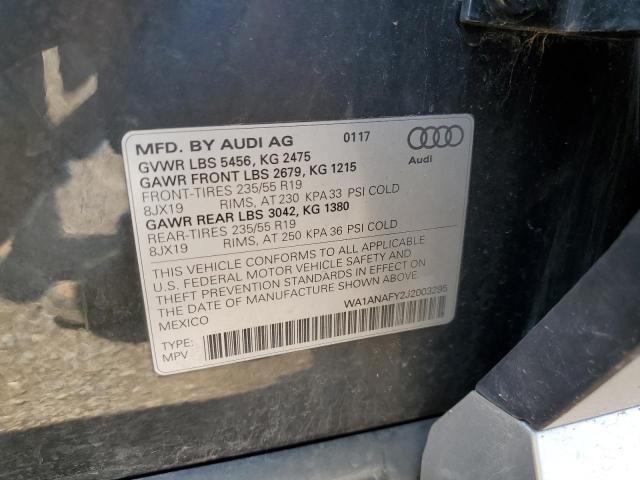 MFD. BY AUDI AG 0117
Audi
GVWR LBS 5456, KG 2475
GAWR FRONT LBS 2679, KG 1215
FRONT-TIRES 235/55 R19
8JX19 RIMS, AT 230 KPA 33 PSI COLD
GAWR REAR LBS 3042, KG 1380
REAR-TIRES 235/55 R19
8JX19 RIMS, AT 250 KPA 36 PSI COLD
THIS VEHICLE CONFORMS TO ALL APPLICABLE
U.S. FEDERAL MOTOR VEHICLE SAFETY AND
THEFT PREVENTION STANDARDS IN EFFECT ON
THE DATE OF MANUFACTURE SHOWN ABOVE.
MEXICO WA1ANAFY2J2003295
TYPE:
MPV